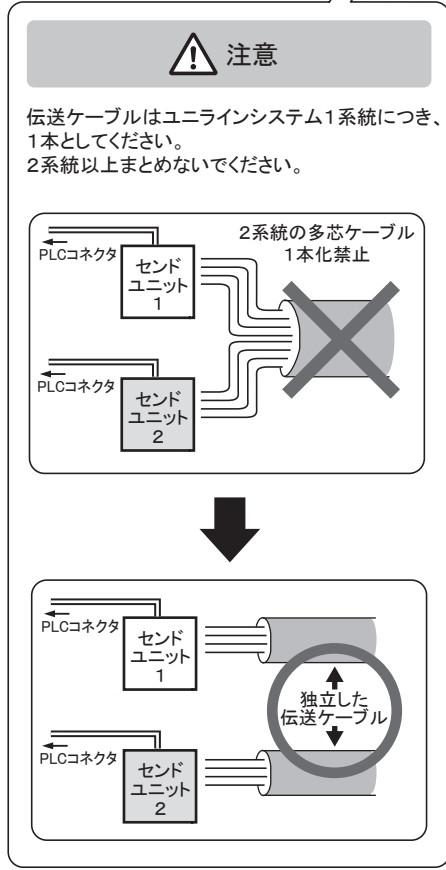 注意
伝送ケーブルはユニラインシステム1系統につき、
1本としてください。
2系統以上まとめないでください。
2系統の多芯ケーブル
1本化禁止
PLCコネクタ
センド
ユニット
1
PLCコネクタ
センド
ユニット
2
PLCコネクタ
センド
ユニット
1
独立した
伝送ケーブル
PLCコネクタ
センド
ユニット
2